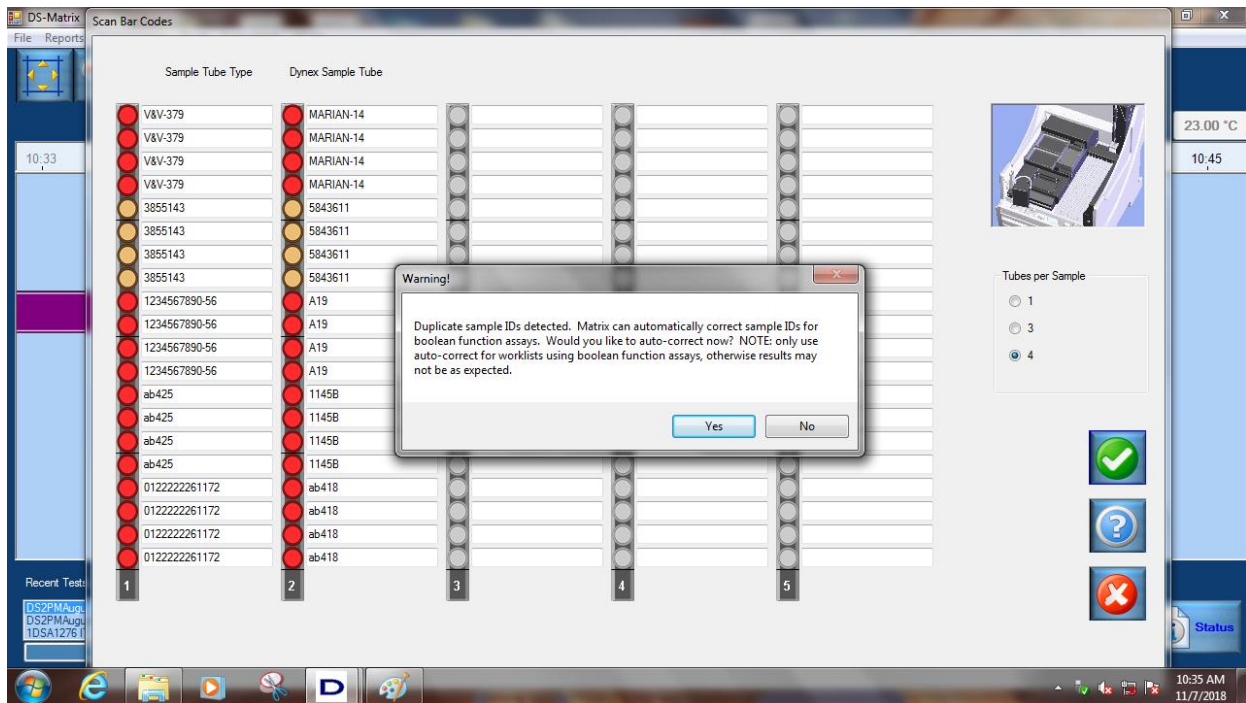 DS-Matrix
Scan Bar Codes
File Reports
Sample Tube Type Dynex Sample Tube
V&V-379 MARIAN-14
V&V-379 MARIAN-14
V&V-379 MARIAN-14
V&V-379 MARIAN-14
3855143 5843611
3855143 5843611
3855143 5843611
3855143 5843611
1234567890-56 A19
1234567890-56 A19
1234567890-56 A19
1234567890-56 A19
ab425 1145B
ab425 1145B
ab425 1145B
ab425 1145B
0122222261172 ab418
0122222261172 ab418
0122222261172 ab418
0122222261172 ab418
1 2 3 4 5
10:33
23.00 °C
10:45
Warning!
Duplicate sample IDs detected. Matrix can automatically correct sample IDs for
boolean function assays. Would you like to auto-correct now? NOTE: only use
auto-correct for worklists using boolean function assays, otherwise results may
not be as expected.
Yes No
Tubes per Sample
1
3
4
Recent Tests
DS2PMAugu
DS2PMAugu
1DSA1276
Status
D
10:35 AM
11/7/2018